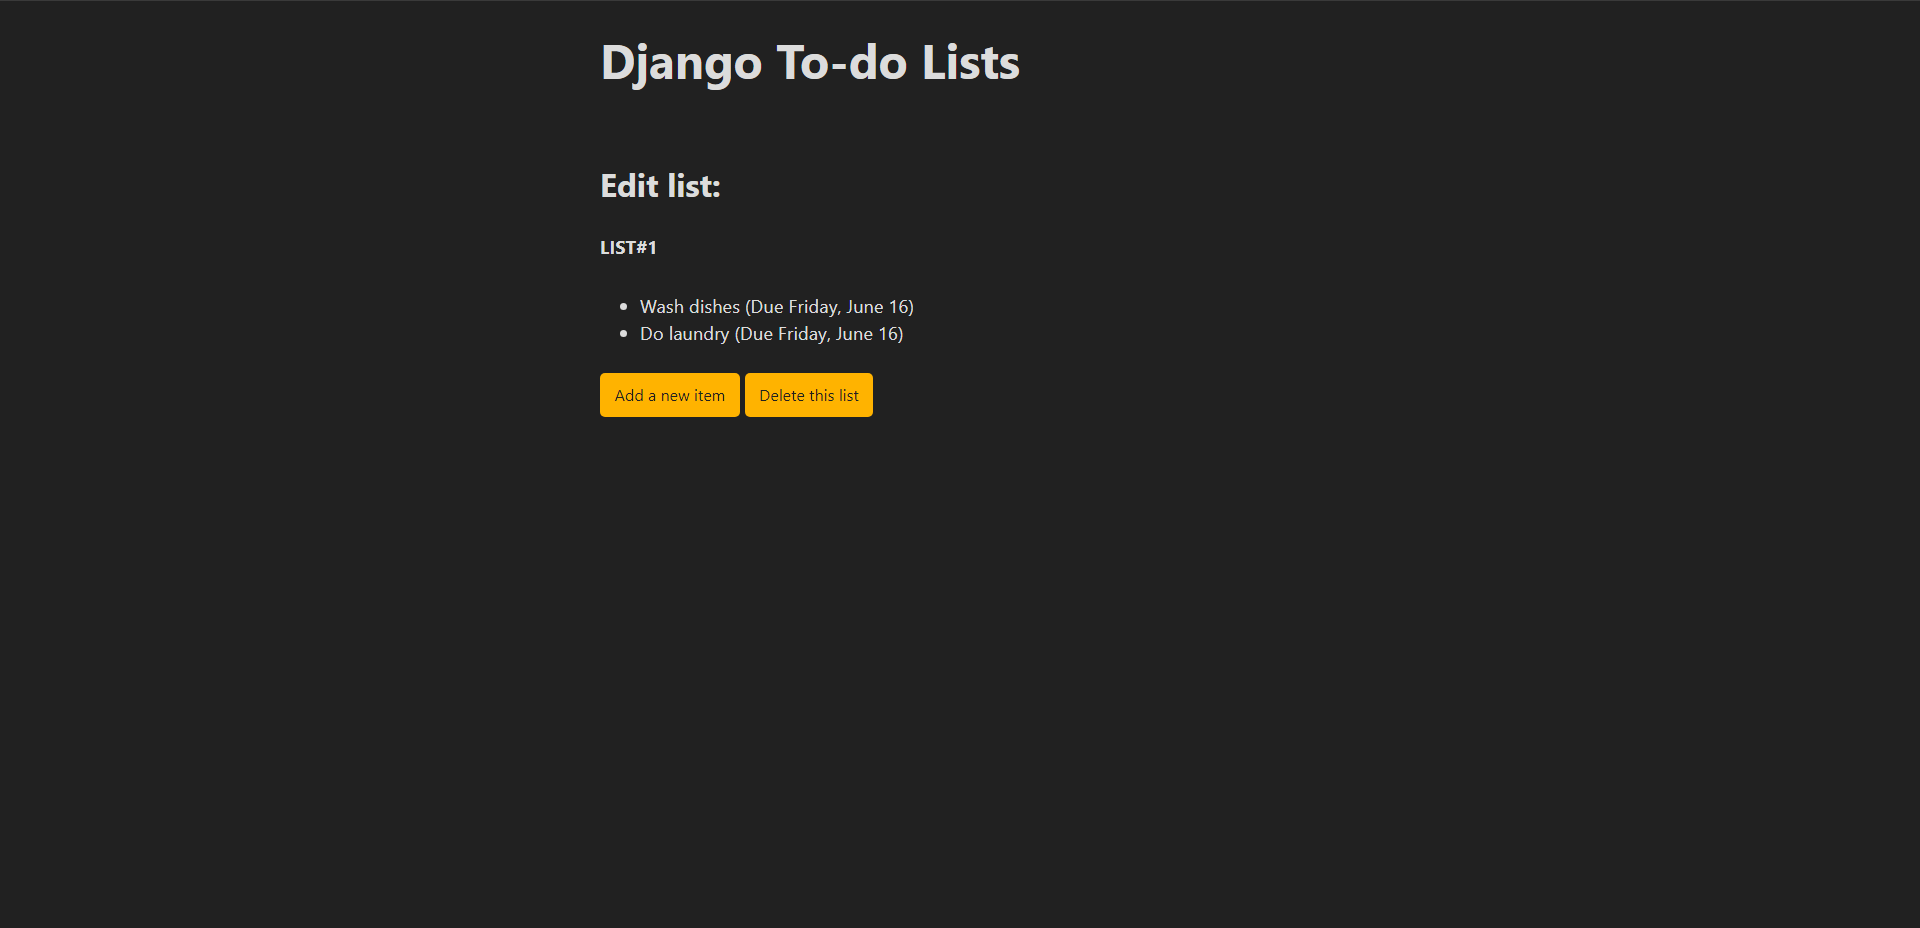 Django To-do Lists
Edit list:
LIST#1
Wash dishes (Due Friday, June 16)
Do laundry (Due Friday, June 16)
Add a new item
Delete this list